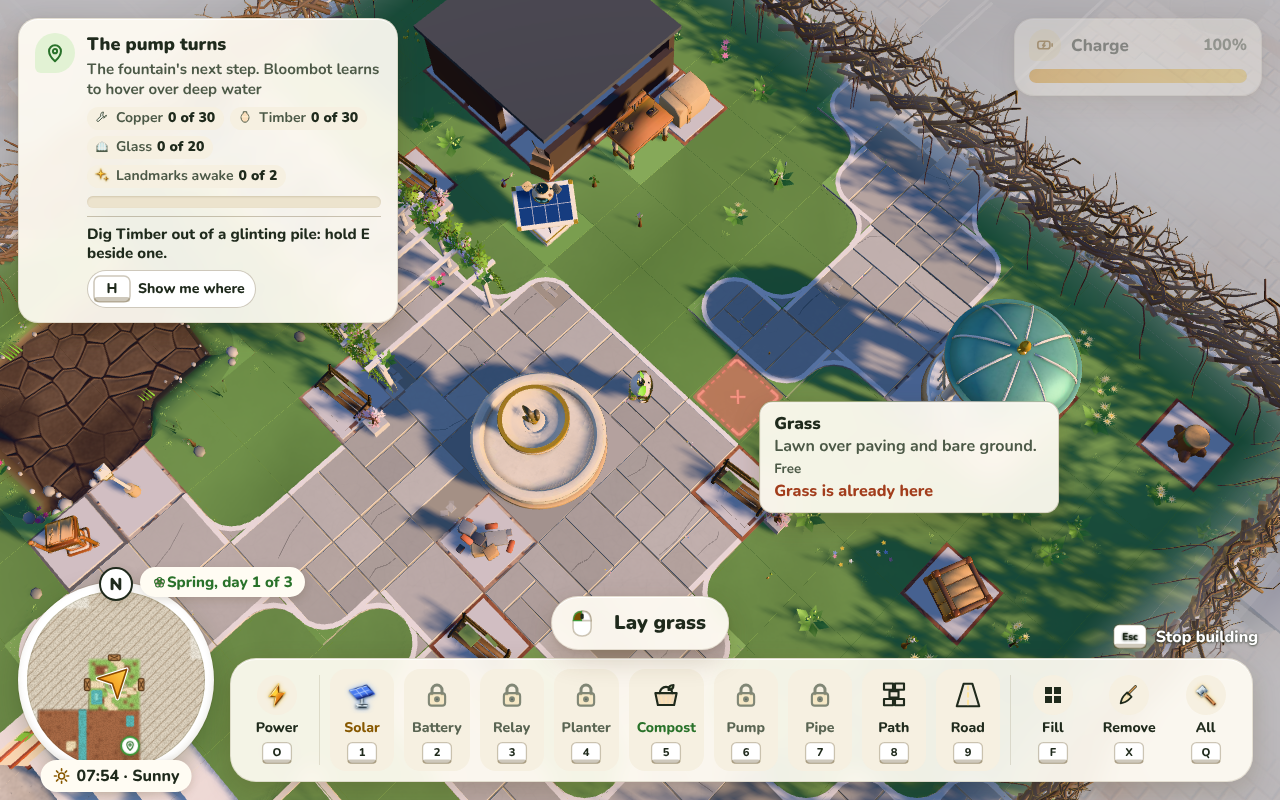 The pump turns
The fountain's next step. Bloombot learns
to hover over deep water
Copper 0 of 30
Timber 0 of 30
Glass 0 of 20
Landmarks awake 0 of 2
Dig Timber out of a glinting pile: hold E
beside one.
H Show me where
Charge 100%
Grass
Lawn over paving and bare ground.
Free
Grass is already here
N
Spring, day 1 of 3
07:54 · Sunny
Lay grass
Esc Stop building
Power
O
Solar
1
Battery
2
Relay
3
Planter
4
Compost
5
Pump
6
Pipe
7
Path
8
Road
9
Fill
F
Remove
X
All
Q